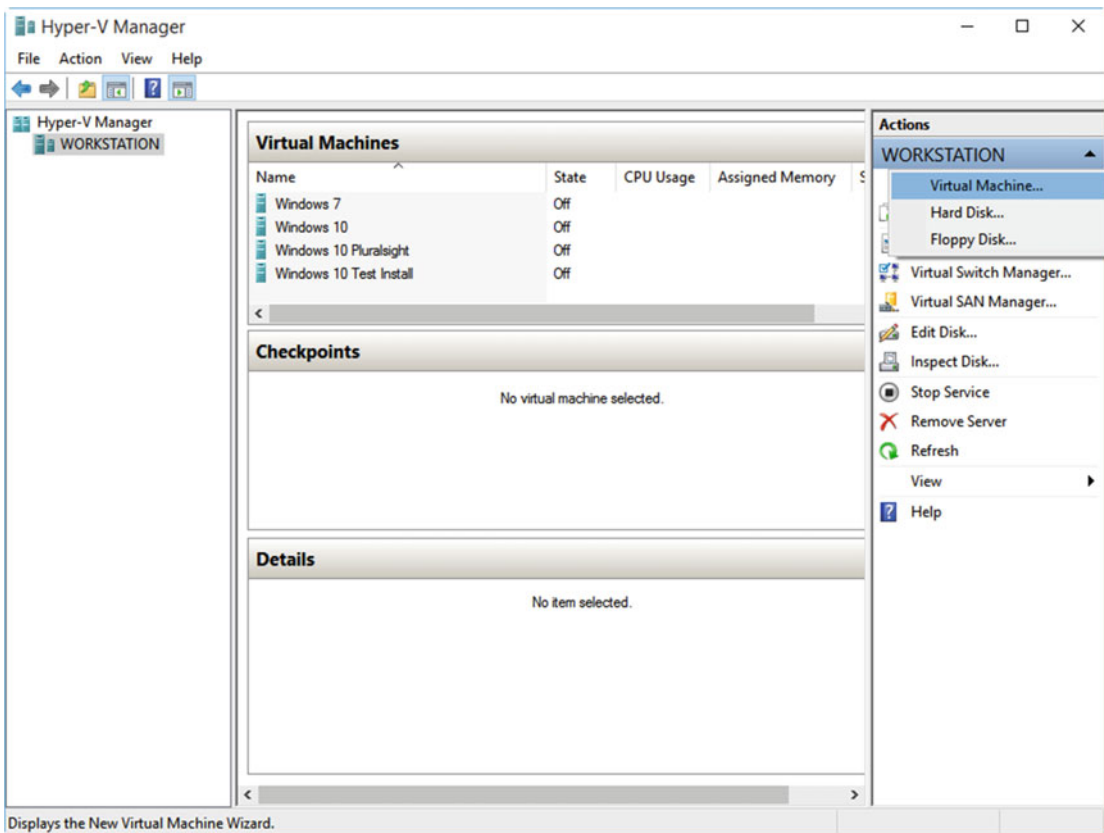 Hyper-V Manager
File Action View Help
Hyper-V Manager
WORKSTATION
Virtual Machines
Name State CPU Usage Assigned Memory
Windows 7 Off
Windows 10 Off
Windows 10 Pluralsight Off
Windows 10 Test Install Off
Checkpoints
No virtual machine selected.
Details
No item selected.
Actions
WORKSTATION
Virtual Machine...
Hard Disk...
Floppy Disk...
Virtual Switch Manager...
Virtual SAN Manager...
Edit Disk...
Inspect Disk...
Stop Service
Remove Server
Refresh
View
Help
Displays the New Virtual Machine Wizard.